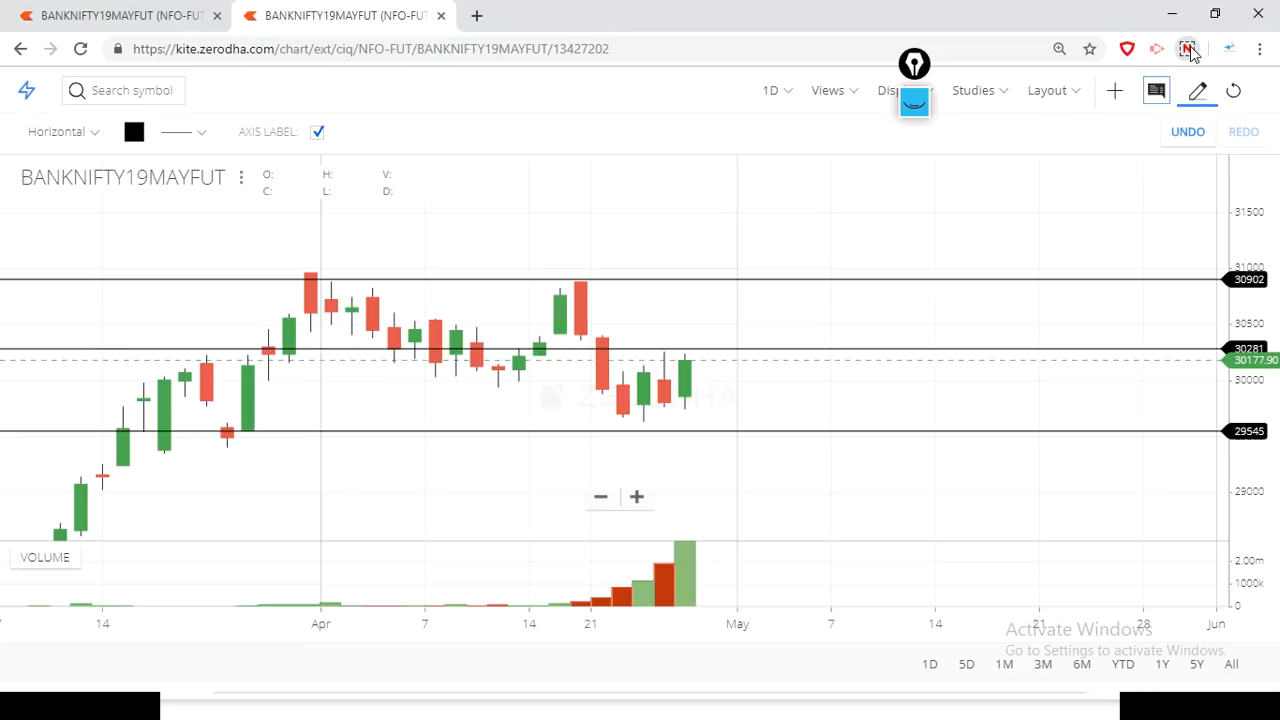 BANKNIFTY19MAYFUT (NFO-FUT
BANKNIFTY19MAYFUT (NFO-FUT
https://kite.zerodha.com/chart/ext/ciq/NFO-FUT/BANKNIFTY19MAYFUT/13427202
Search symbol
1D Views Studies Layout
Horizontal AXIS LABEL: UNDO REDO
BANKNIFTY19MAYFUT O: H: V:
C: L: D:
31500
31000
30902
30500
30281
30177.90
30000
ZERODHA
29545
29000
VOLUME
2.00m
1000k
0
14 Apr 7 14 21 May 7 14 21 28 Jun
Activate Windows
Go to Settings to activate Windows.
1D 5D 1M 3M 6M YTD 1Y 5Y All